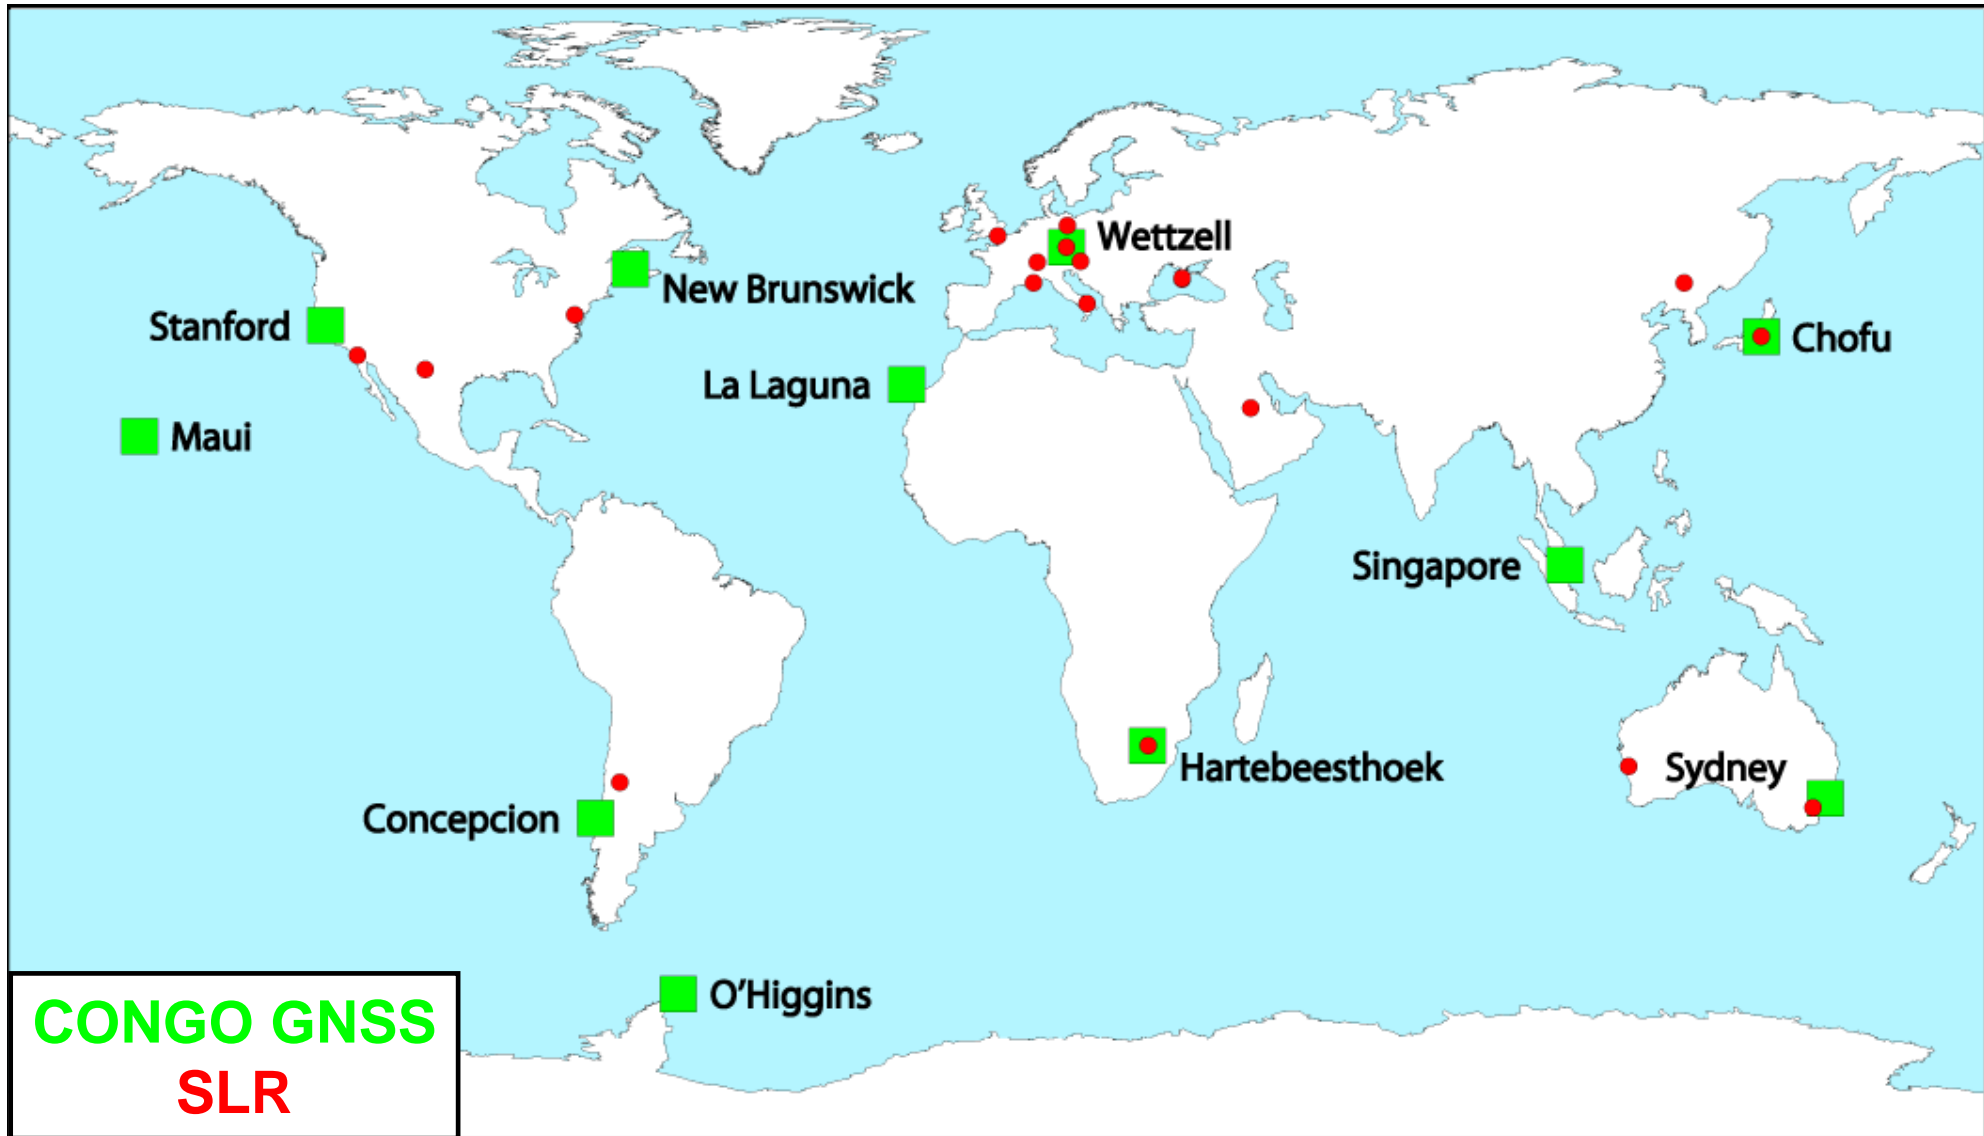 Wettzell
New Brunswick
Stanford
Chofu
La Laguna
Maui
Singapore
Hartebeesthoek
Sydney
Concepcion
O’Higgins
CONGO GNSS
SLR